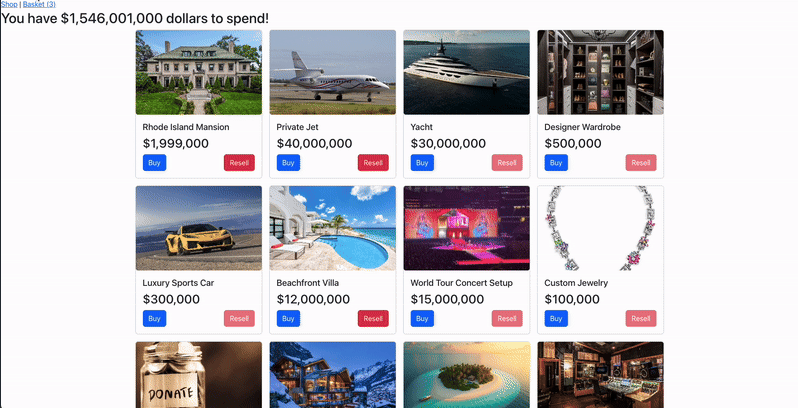 Shop | Basket (3)
You have $1,546,001,000 dollars to spend!
Rhode Island Mansion
$1,999,000
Buy
Resell
Private Jet
$40,000,000
Buy
Resell
Yacht
$30,000,000
Buy
Resell
Designer Wardrobe
$500,000
Buy
Resell
Luxury Sports Car
$300,000
Buy
Resell
Beachfront Villa
$12,000,000
Buy
Resell
World Tour Concert Setup
$15,000,000
Buy
Resell
Custom Jewelry
$100,000
Buy
Resell
DONATE